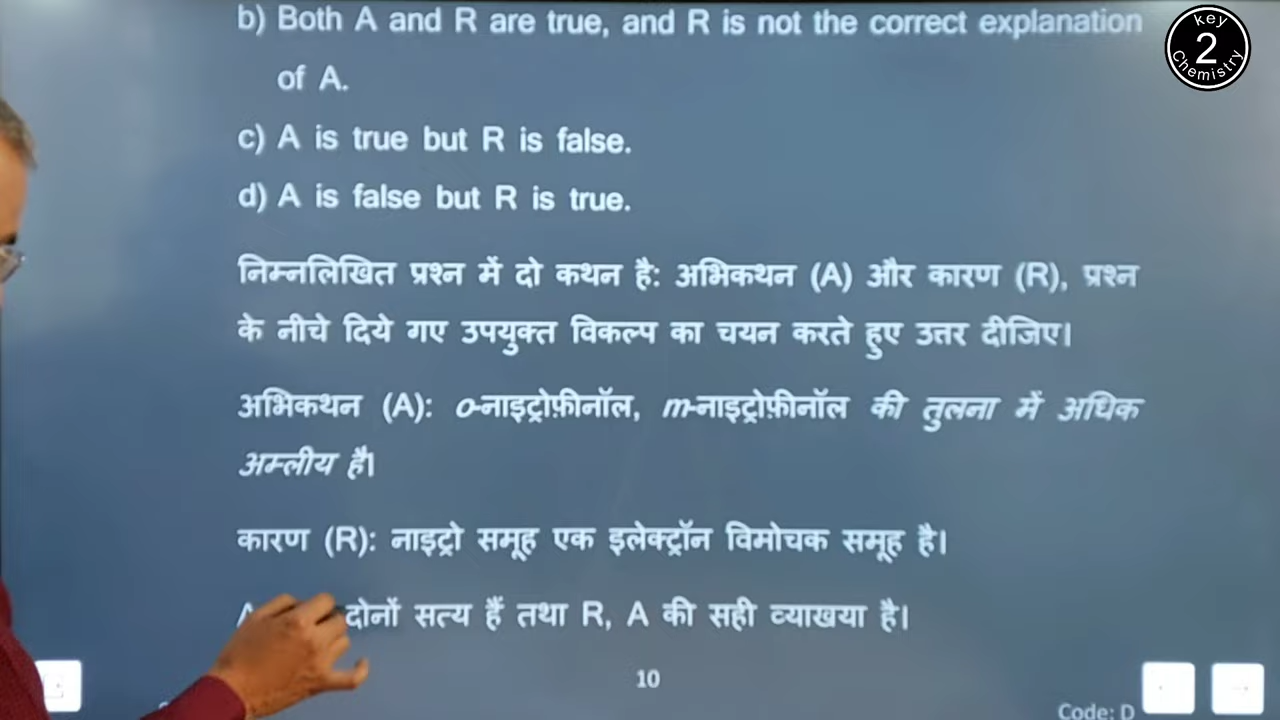 b) Both A and R are true, and R is not the correct explanation
of A.
c) A is true but R is false.
d) A is false but R is true.
निम्नलिखित प्रश्न में दो कथन है: अभिकथन (A) और कारण (R), प्रश्न
के नीचे दिये गए उपयुक्त विकल्प का चयन करते हुए उत्तर दीजिए।
अभिकथन (A): o-नाइट्रोफ़ीनॉल, m-नाइट्रोफ़ीनॉल की तुलना में अधिक
अम्लीय है।
कारण (R): नाइट्रो समूह एक इलेक्ट्रॉन विमोचक समूह है।
A दोनों सत्य हैं तथा R, A की सही व्याखया है।
10
Code: D
key
2
Chemistry